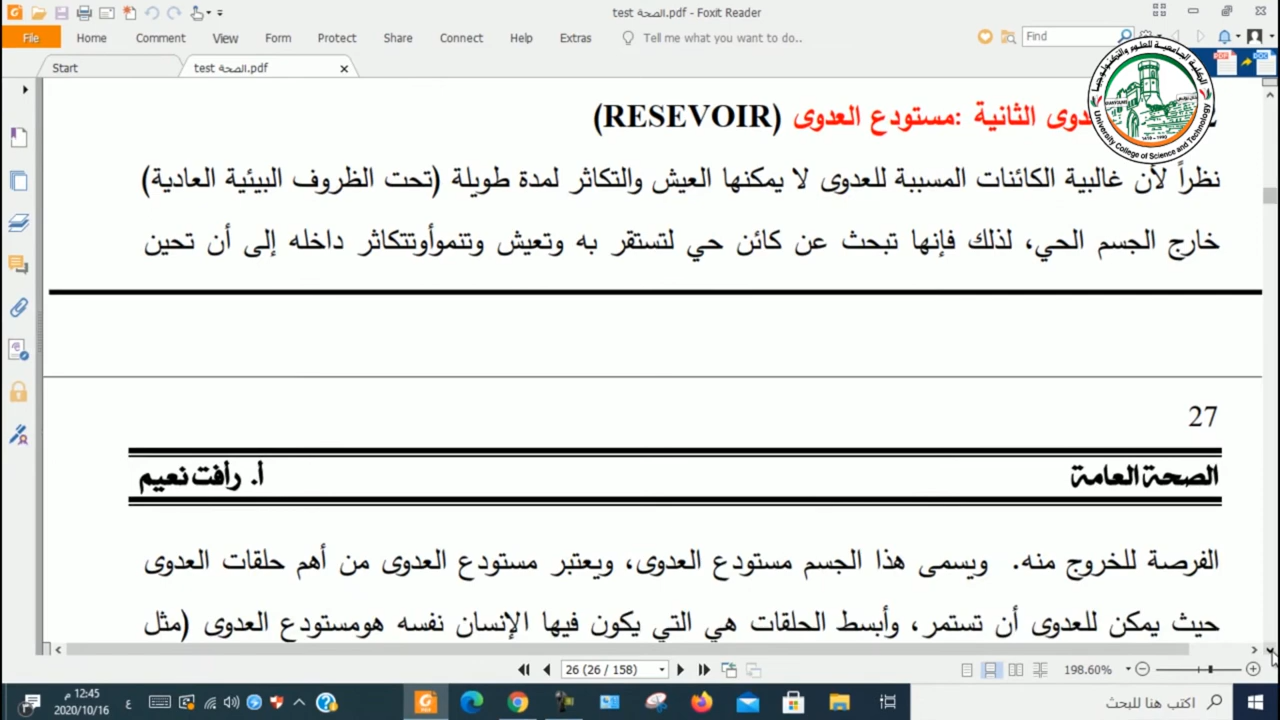 test الصحة.pdf - Foxit Reader
File Home Comment View Form Protect Share Connect Help Extras Tell me what you want to do.. Find
Start test الصحة.pdf
الكلية الجامعية للعلوم والتكنولوجيا
University College of Science and Technology
الثانية :مستودع العدوى (RESEVOIR)
نظراً لأن غالبية الكائنات المسببة للعدوى لا يمكنها العيش والتكاثر لمدة طويلة (تحت الظروف البيئية العادية)
خارج الجسم الحي، لذلك فإنها تبحث عن كائن حي لتستقر به وتعيش وتنموأوتتكاثر داخله إلى أن تحين
27
الصحة العامة
أ. رأفت نعيم
الفرصة للخروج منه. ويسمى هذا الجسم مستودع العدوى، ويعتبر مستودع العدوى من أهم حلقات العدوى
حيث يمكن للعدوى أن تستمر، وأبسط الحلقات هي التي يكون فيها الإنسان نفسه هومستودع العدوى (مثل
26 (26 / 158)
198.60%
12:45 م
2020/10/16
ع
اكتب هنا للبحث